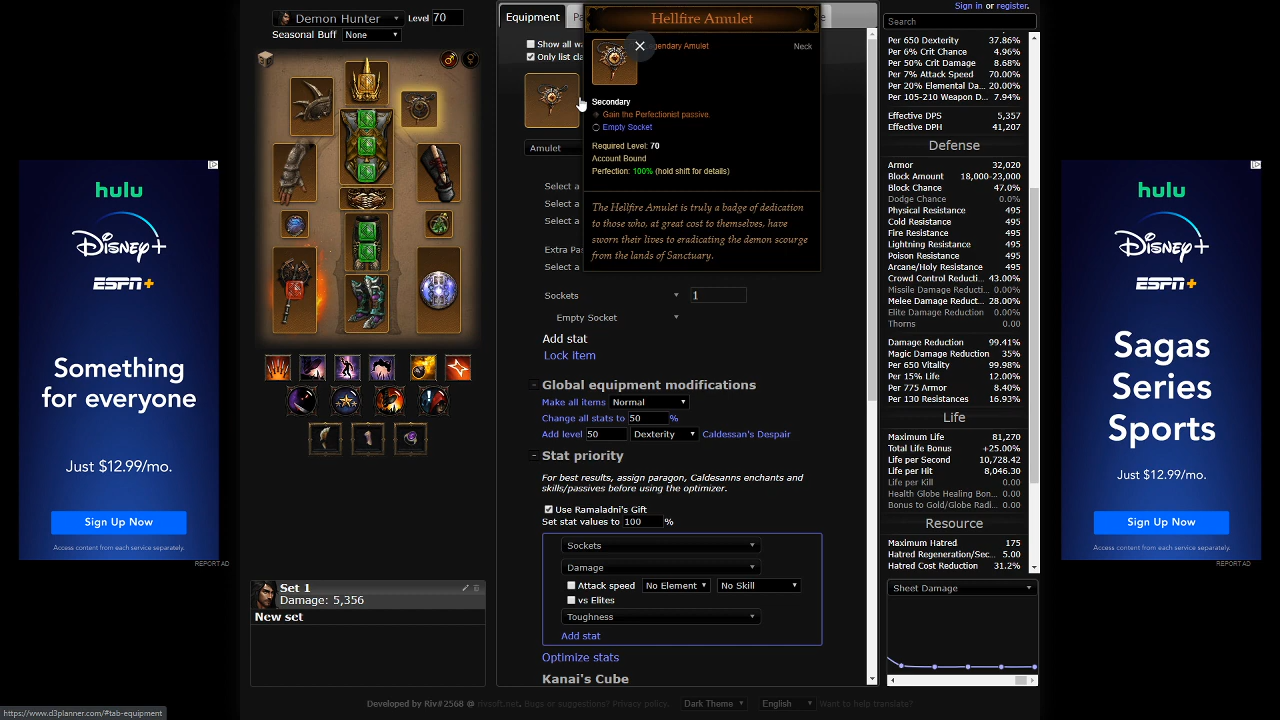 Demon Hunter
Level 70
Seasonal Buff None
Set 1
Damage: 5,356
New set
Equipment
Only list cla
Amulet
Select a
Select a
Select a
Extra Pas
Select a
Sockets 1
Empty Socket
Add stat
Lock item
Hellfire Amulet
Neck
Secondary
Gain the Perfectionist passive.
Empty Socket
Required Level: 70
Account Bound
Perfection: 100% (hold shift for details)
The Hellfire Amulet is truly a badge of dedication
to those who, at great cost to themselves, have
sworn their lives to eradicating the demon scourge
from the lands of Sanctuary.
Global equipment modifications
Make all items Normal
Change all stats to 50 %
Add level 50 Dexterity Caldessan's Despair
Stat priority
For best results, assign paragon, Caldesanns enchants and
skills/passives before using the optimizer.
Use Ramaladni's Gift
Set stat values to 100 %
Sockets
Damage
Attack speed No Element No Skill
vs Elites
Toughness
Add stat
Optimize stats
Kanai's Cube
Sign in or register.
Search
Per 650 Dexterity 37.86%
Per 6% Crit Chance 4.96%
Per 50% Crit Damage 8.68%
Per 7% Attack Speed 70.00%
Per 20% Elemental Da... 20.00%
Per 105-210 Weapon D... 7.94%
Effective DPS 5,357
Effective DPH 41,207
Defense
Armor 32,020
Block Amount 18,000-23,000
Block Chance 47.0%
Dodge Chance 0.0%
Physical Resistance 495
Cold Resistance 495
Fire Resistance 495
Lightning Resistance 495
Poison Resistance 495
Arcane/Holy Resistance 495
Crowd Control Reducti... 43.00%
Missile Damage Reduct... 0.00%
Melee Damage Reduct... 28.00%
Elite Damage Reduction 0.00%
Thorns 0.00
Damage Reduction 99.41%
Magic Damage Reduction 35%
Per 650 Vitality 99.98%
Per 15% Life 12.00%
Per 775 Armor 8.40%
Per 130 Resistances 16.93%
Life
Maximum Life 81,270
Total Life Bonus +25.00%
Life per Second 10,728.42
Life per Hit 8,046.30
Life per Kill 0.00
Health Globe Healing Bon... 0.00
Bonus to Gold/Globe Radi... 0.00
Resource
Maximum Hatred 175
Hatred Regeneration/Sec... 5.00
Hatred Cost Reduction 31.2%
Sheet Damage
hulu
Disney+
ESPN+
Something
for everyone
Just $12.99/mo.
Sign Up Now
Access content from each service separately.
REPORT AD
hulu
Disney+
ESPN+
Sagas
Series
Sports
Just $12.99/mo.
Sign Up Now
Access content from each service separately.
REPORT AD
Developed by Riv#2568 @ rivsoft.net. Bugs or suggestions? Privacy policy. Dark Theme English Want to help translate?
https://www.d3planner.com/#tab-equipment